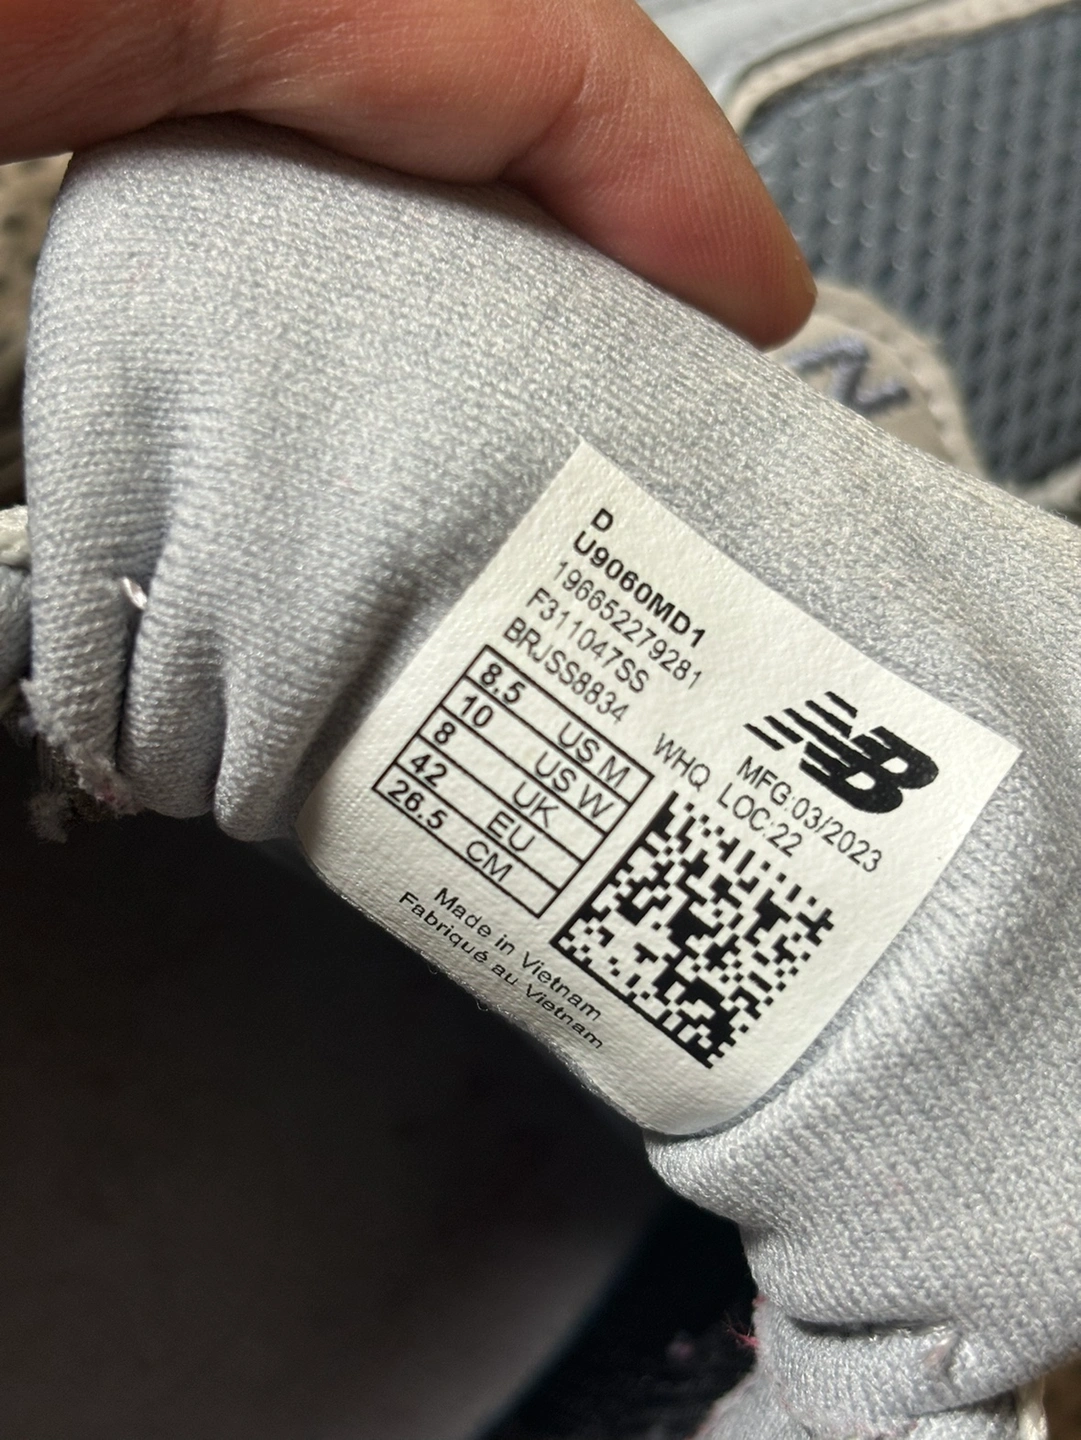 D
U9060MD1
196652279281
F311047SS
BRJSS8834
NB
WHQ MFG:03/2023
LOC:22
8.5 US M
10 US W
8 UK
42 EU
26.5 CM
Made in Vietnam
Fabriqué au Vietnam
N